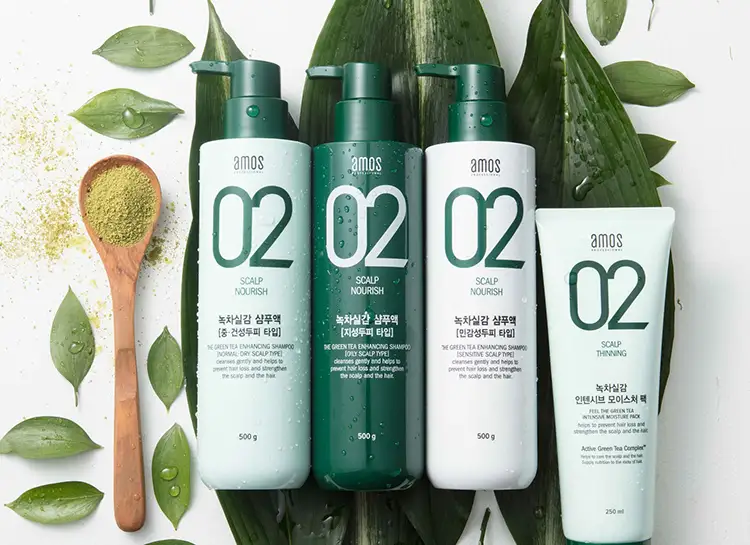 amos
PROFESSIONAL
02
SCALP
NOURISH
녹차실감 샴푸액
[중·건성두피 타입]
THE GREEN TEA ENHANCING SHAMPOO
[NORMAL·DRY SCALP TYPE]
cleanses gently and helps to
prevent hair loss and strengthen
the scalp and the hair.
500 g
amos
PROFESSIONAL
02
SCALP
NOURISH
녹차실감 샴푸액
[지성두피 타입]
THE GREEN TEA ENHANCING SHAMPOO
[OILY SCALP TYPE]
cleanses gently and helps to
prevent hair loss and strengthen
the scalp and the hair.
500 g
amos
PROFESSIONAL
02
SCALP
NOURISH
녹차실감 샴푸액
[민감성두피 타입]
THE GREEN TEA ENHANCING SHAMPOO
[SENSITIVE SCALP TYPE]
cleanses gently and helps to
prevent hair loss and strengthen
the scalp and the hair.
500 g
amos
PROFESSIONAL
02
SCALP
THINNING
녹차실감
인텐시브 모이스처 팩
FEEL THE GREEN TEA
INTENSIVE MOISTURE PACK
helps to prevent hair loss and
strengthen the scalp and the hair.
Active Green Tea Complex™
helps to care the scalp and the hair.
Supply nutrition to the roots of hair.
250 ml